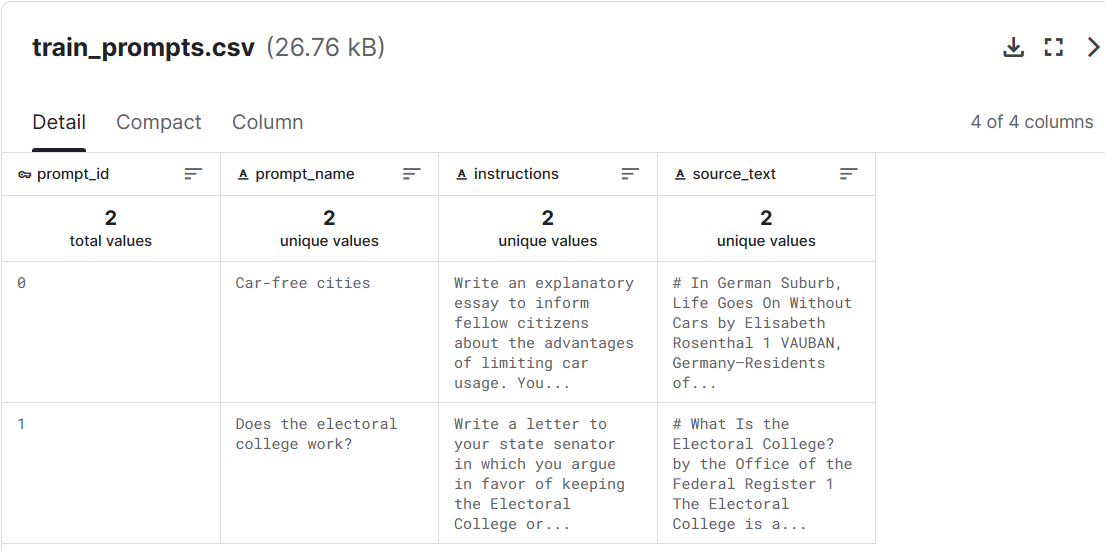 train_prompts.csv (26.76 kB)
Detail Compact Column 4 of 4 columns
prompt_id prompt_name instructions source_text
2 2 2 2
total values unique values unique values unique values
0
Car-free cities
Write an explanatory
essay to inform
fellow citizens
about the advantages
of limiting car
usage. You...
# In German Suburb,
Life Goes On Without
Cars by Elisabeth
Rosenthal 1 VAUBAN,
Germany—Residents
of...
1
Does the electoral
college work?
Write a letter to
your state senator
in which you argue
in favor of keeping
the Electoral
College or...
# What Is the
Electoral College?
by the Office of the
Federal Register 1
The Electoral
College is a...